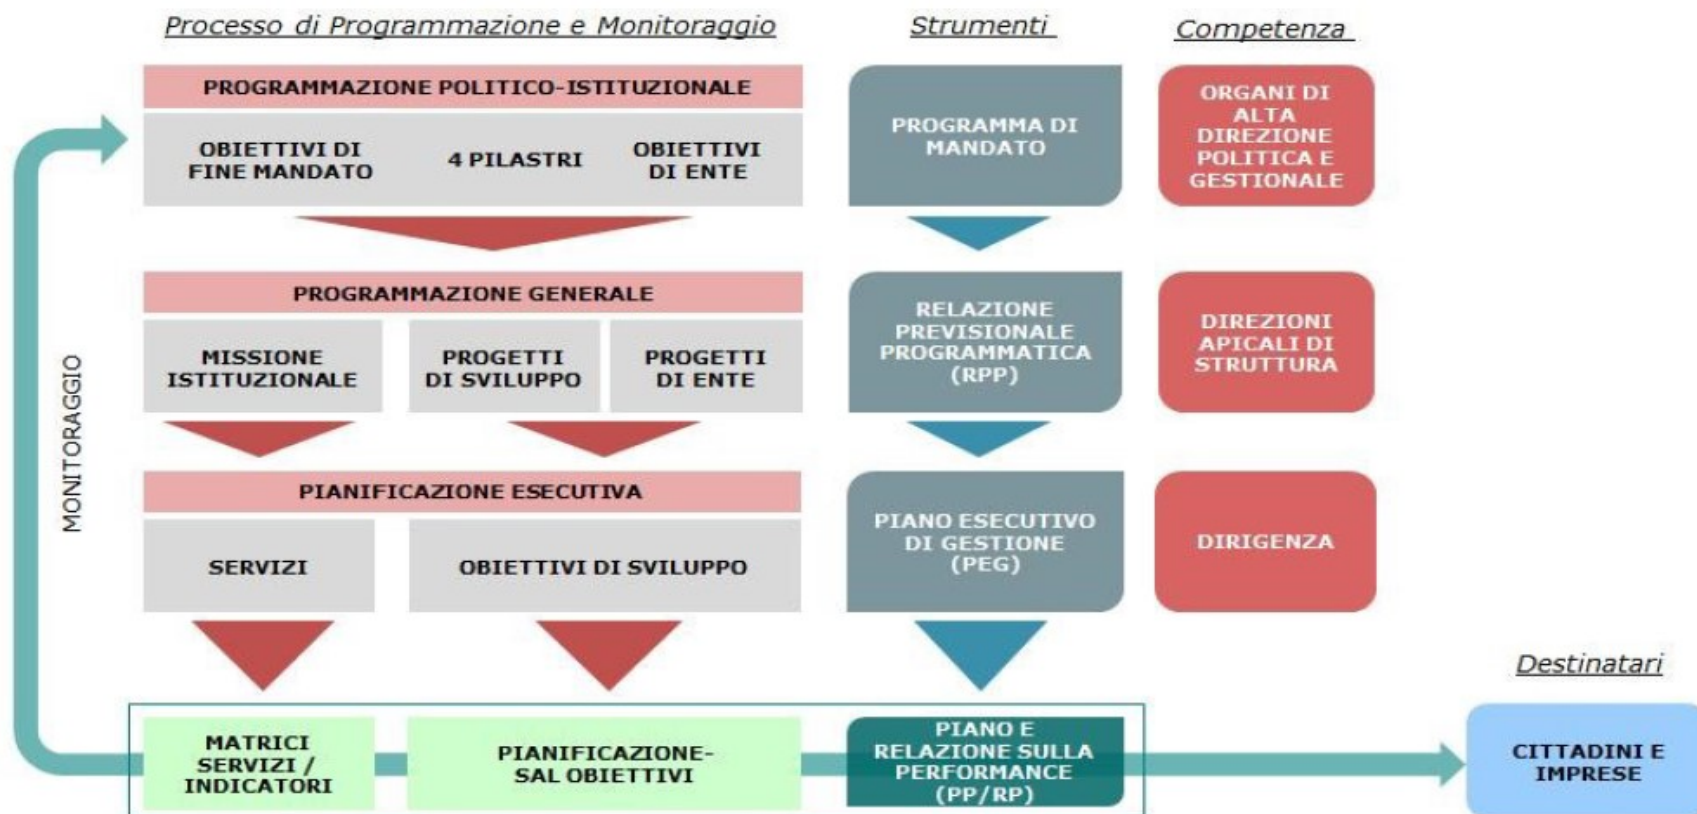 Processo di Programmazione e Monitoraggio
Strumenti
Competenza
PROGRAMMAZIONE POLITICO-ISTITUZIONALE
OBIETTIVI DI
FINE MANDATO
4 PILASTRI
OBIETTIVI
DI ENTE
PROGRAMMA DI
MANDATO
ORGANI DI
ALTA
DIREZIONE
POLITICA E
GESTIONALE
PROGRAMMAZIONE GENERALE
MISSIONE
ISTITUZIONALE
PROGETTI
DI SVILUPPO
PROGETTI
DI ENTE
RELAZIONE
PREVISIONALE
PROGRAMMATICA
(RPP)
DIREZIONI
APICALI DI
STRUTTURA
MONITORAGGIO
PIANIFICAZIONE ESECUTIVA
SERVIZI
OBIETTIVI DI SVILUPPO
PIANO ESECUTIVO
DI GESTIONE
(PEG)
DIRIGENZA
Destinatari
MATRICI
SERVIZI /
INDICATORI
PIANIFICAZIONE-
SAL OBIETTIVI
PIANO E
RELAZIONE SULLA
PERFORMANCE
(PP/RP)
CITTADINI E
IMPRESE